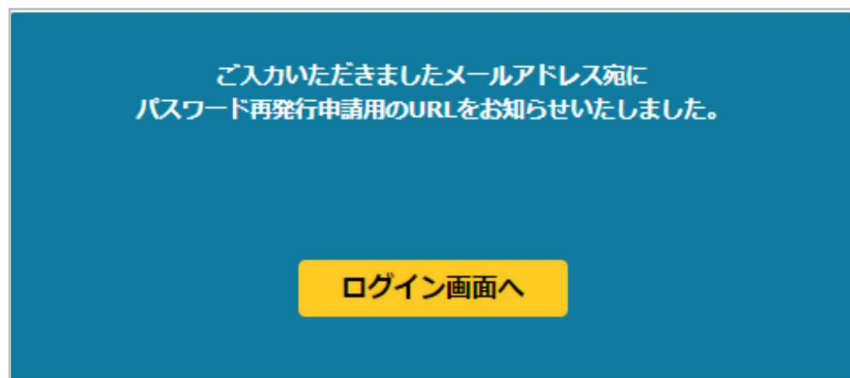 ご入力いただきましたメールアドレス宛に
パスワード再発行申請用のURLをお知らせいたしました。
ログイン画面へ